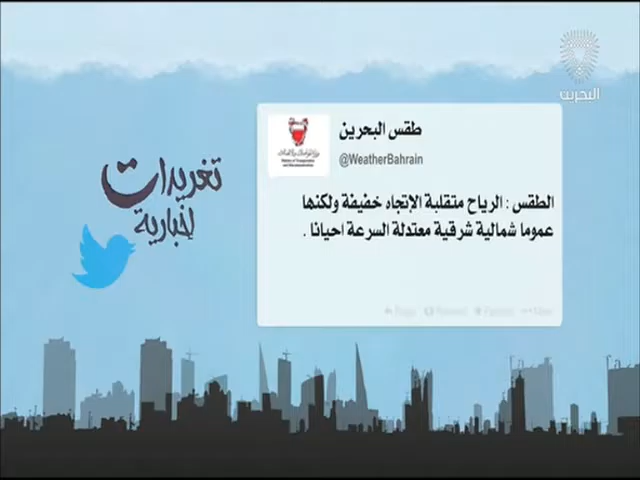 البحرين
طقس البحرين
@WeatherBahrain
تغريدات
إخبارية
الطقس : الرياح متقلبة الإتجاه خفيفة ولكنها
عموما شمالية شرقية معتدلة السرعة احيانا .